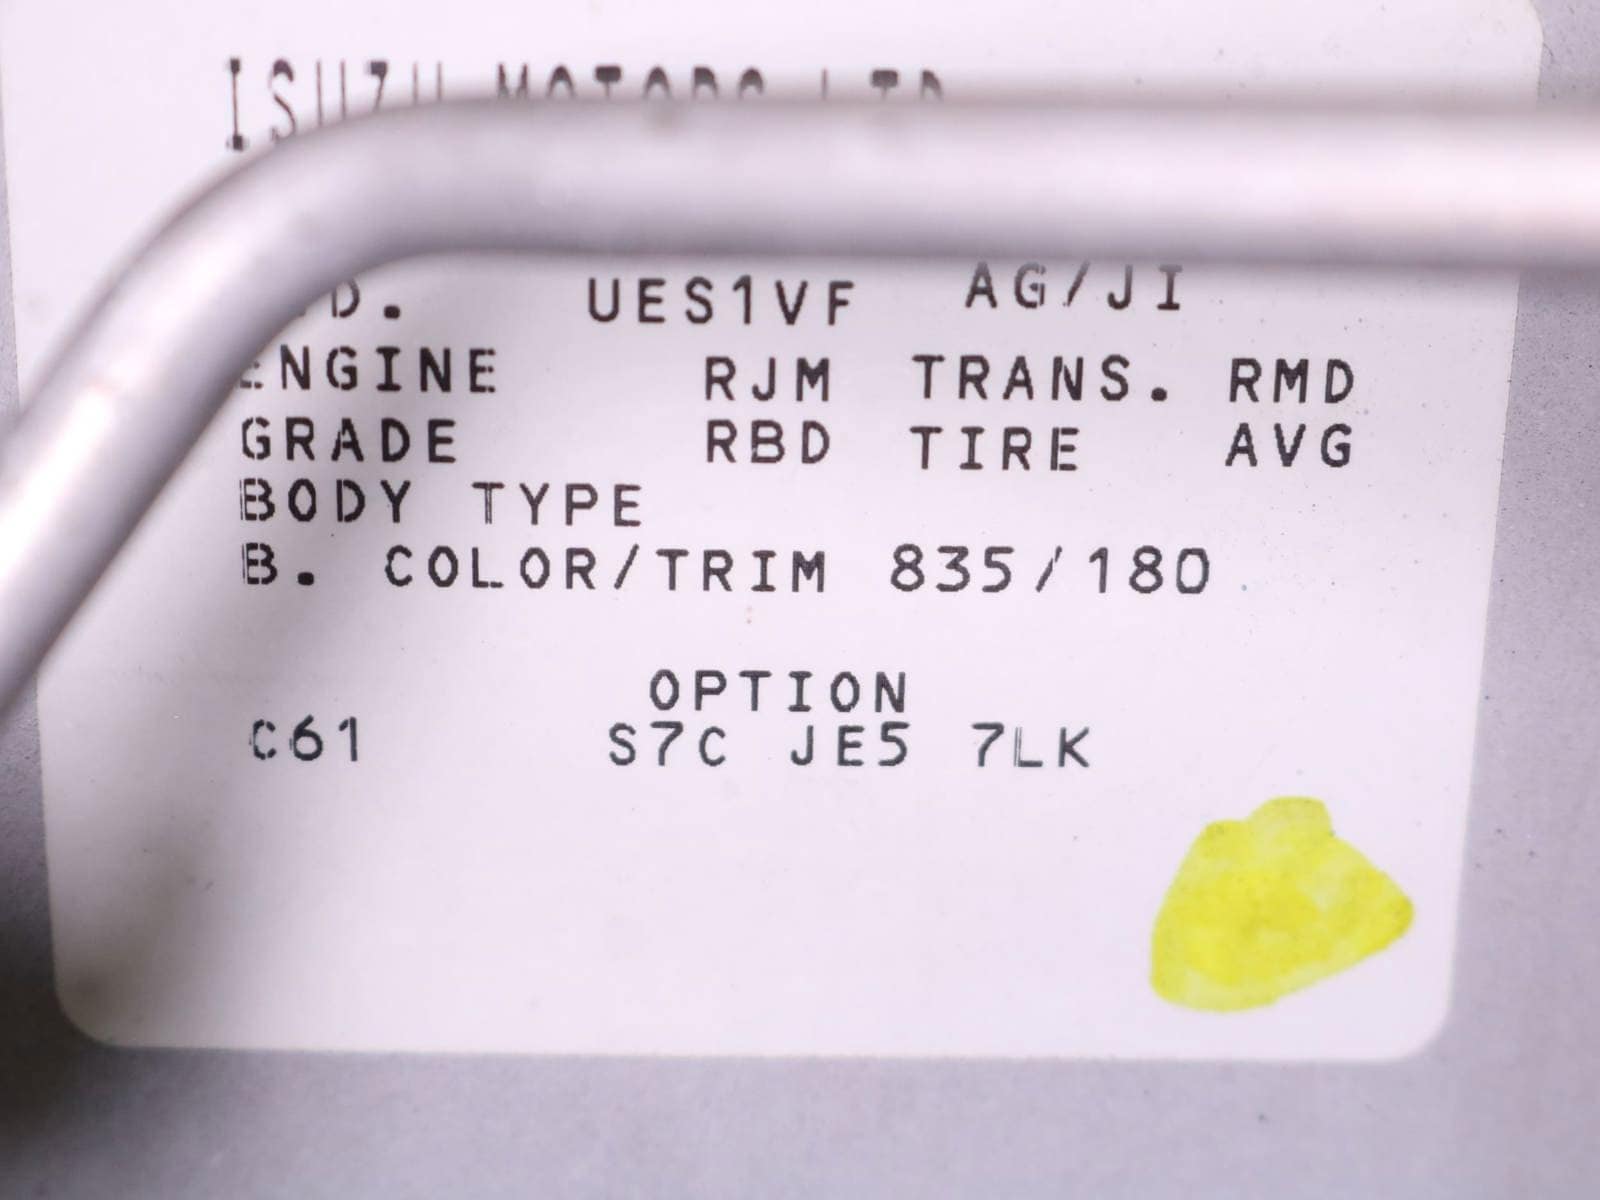 ISUZU MOTORS LTD
D. UES1VF AG/JI
ENGINE RJM TRANS. RMD
GRADE RBD TIRE AVG
BODY TYPE
B. COLOR/TRIM 835/180
OPTION
C61 S7C JE5 7LK